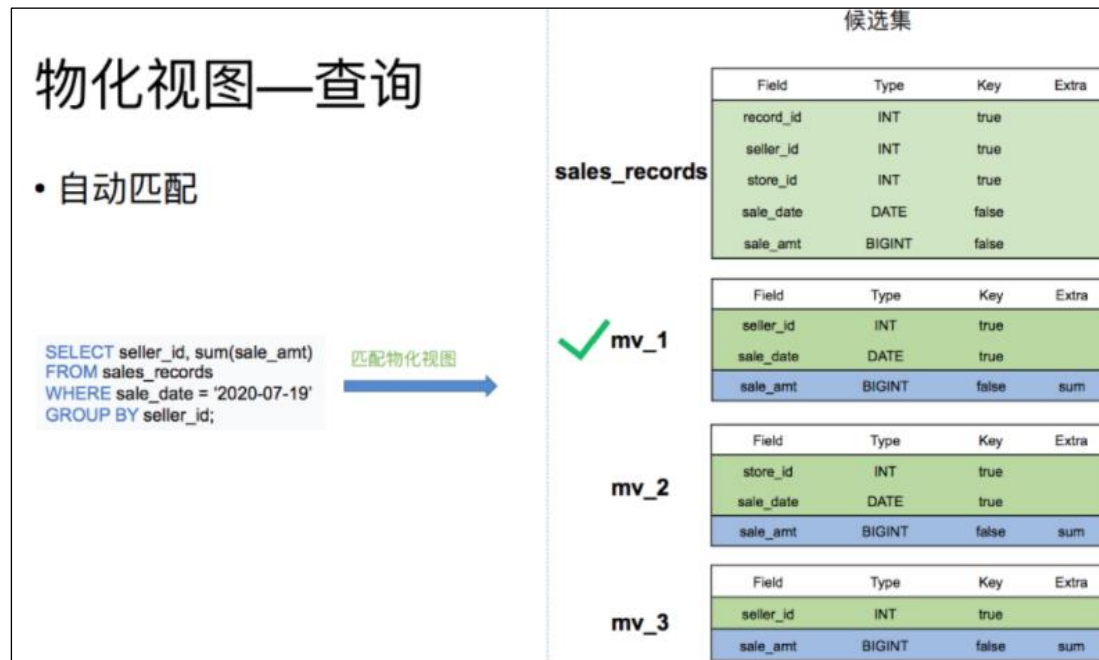 物化视图—查询
• 自动匹配
SELECT seller_id, sum(sale_amt)
FROM sales_records
WHERE sale_date = '2020-07-19'
GROUP BY seller_id;
匹配物化视图
候选集
sales_records
Field Type Key Extra
record_id INT true
seller_id INT true
store_id INT true
sale_date DATE false
sale_amt BIGINT false
mv_1
Field Type Key Extra
seller_id INT true
sale_date DATE true
sale_amt BIGINT false sum
mv_2
Field Type Key Extra
store_id INT true
sale_date DATE true
sale_amt BIGINT false sum
mv_3
Field Type Key Extra
seller_id INT true
sale_amt BIGINT false sum